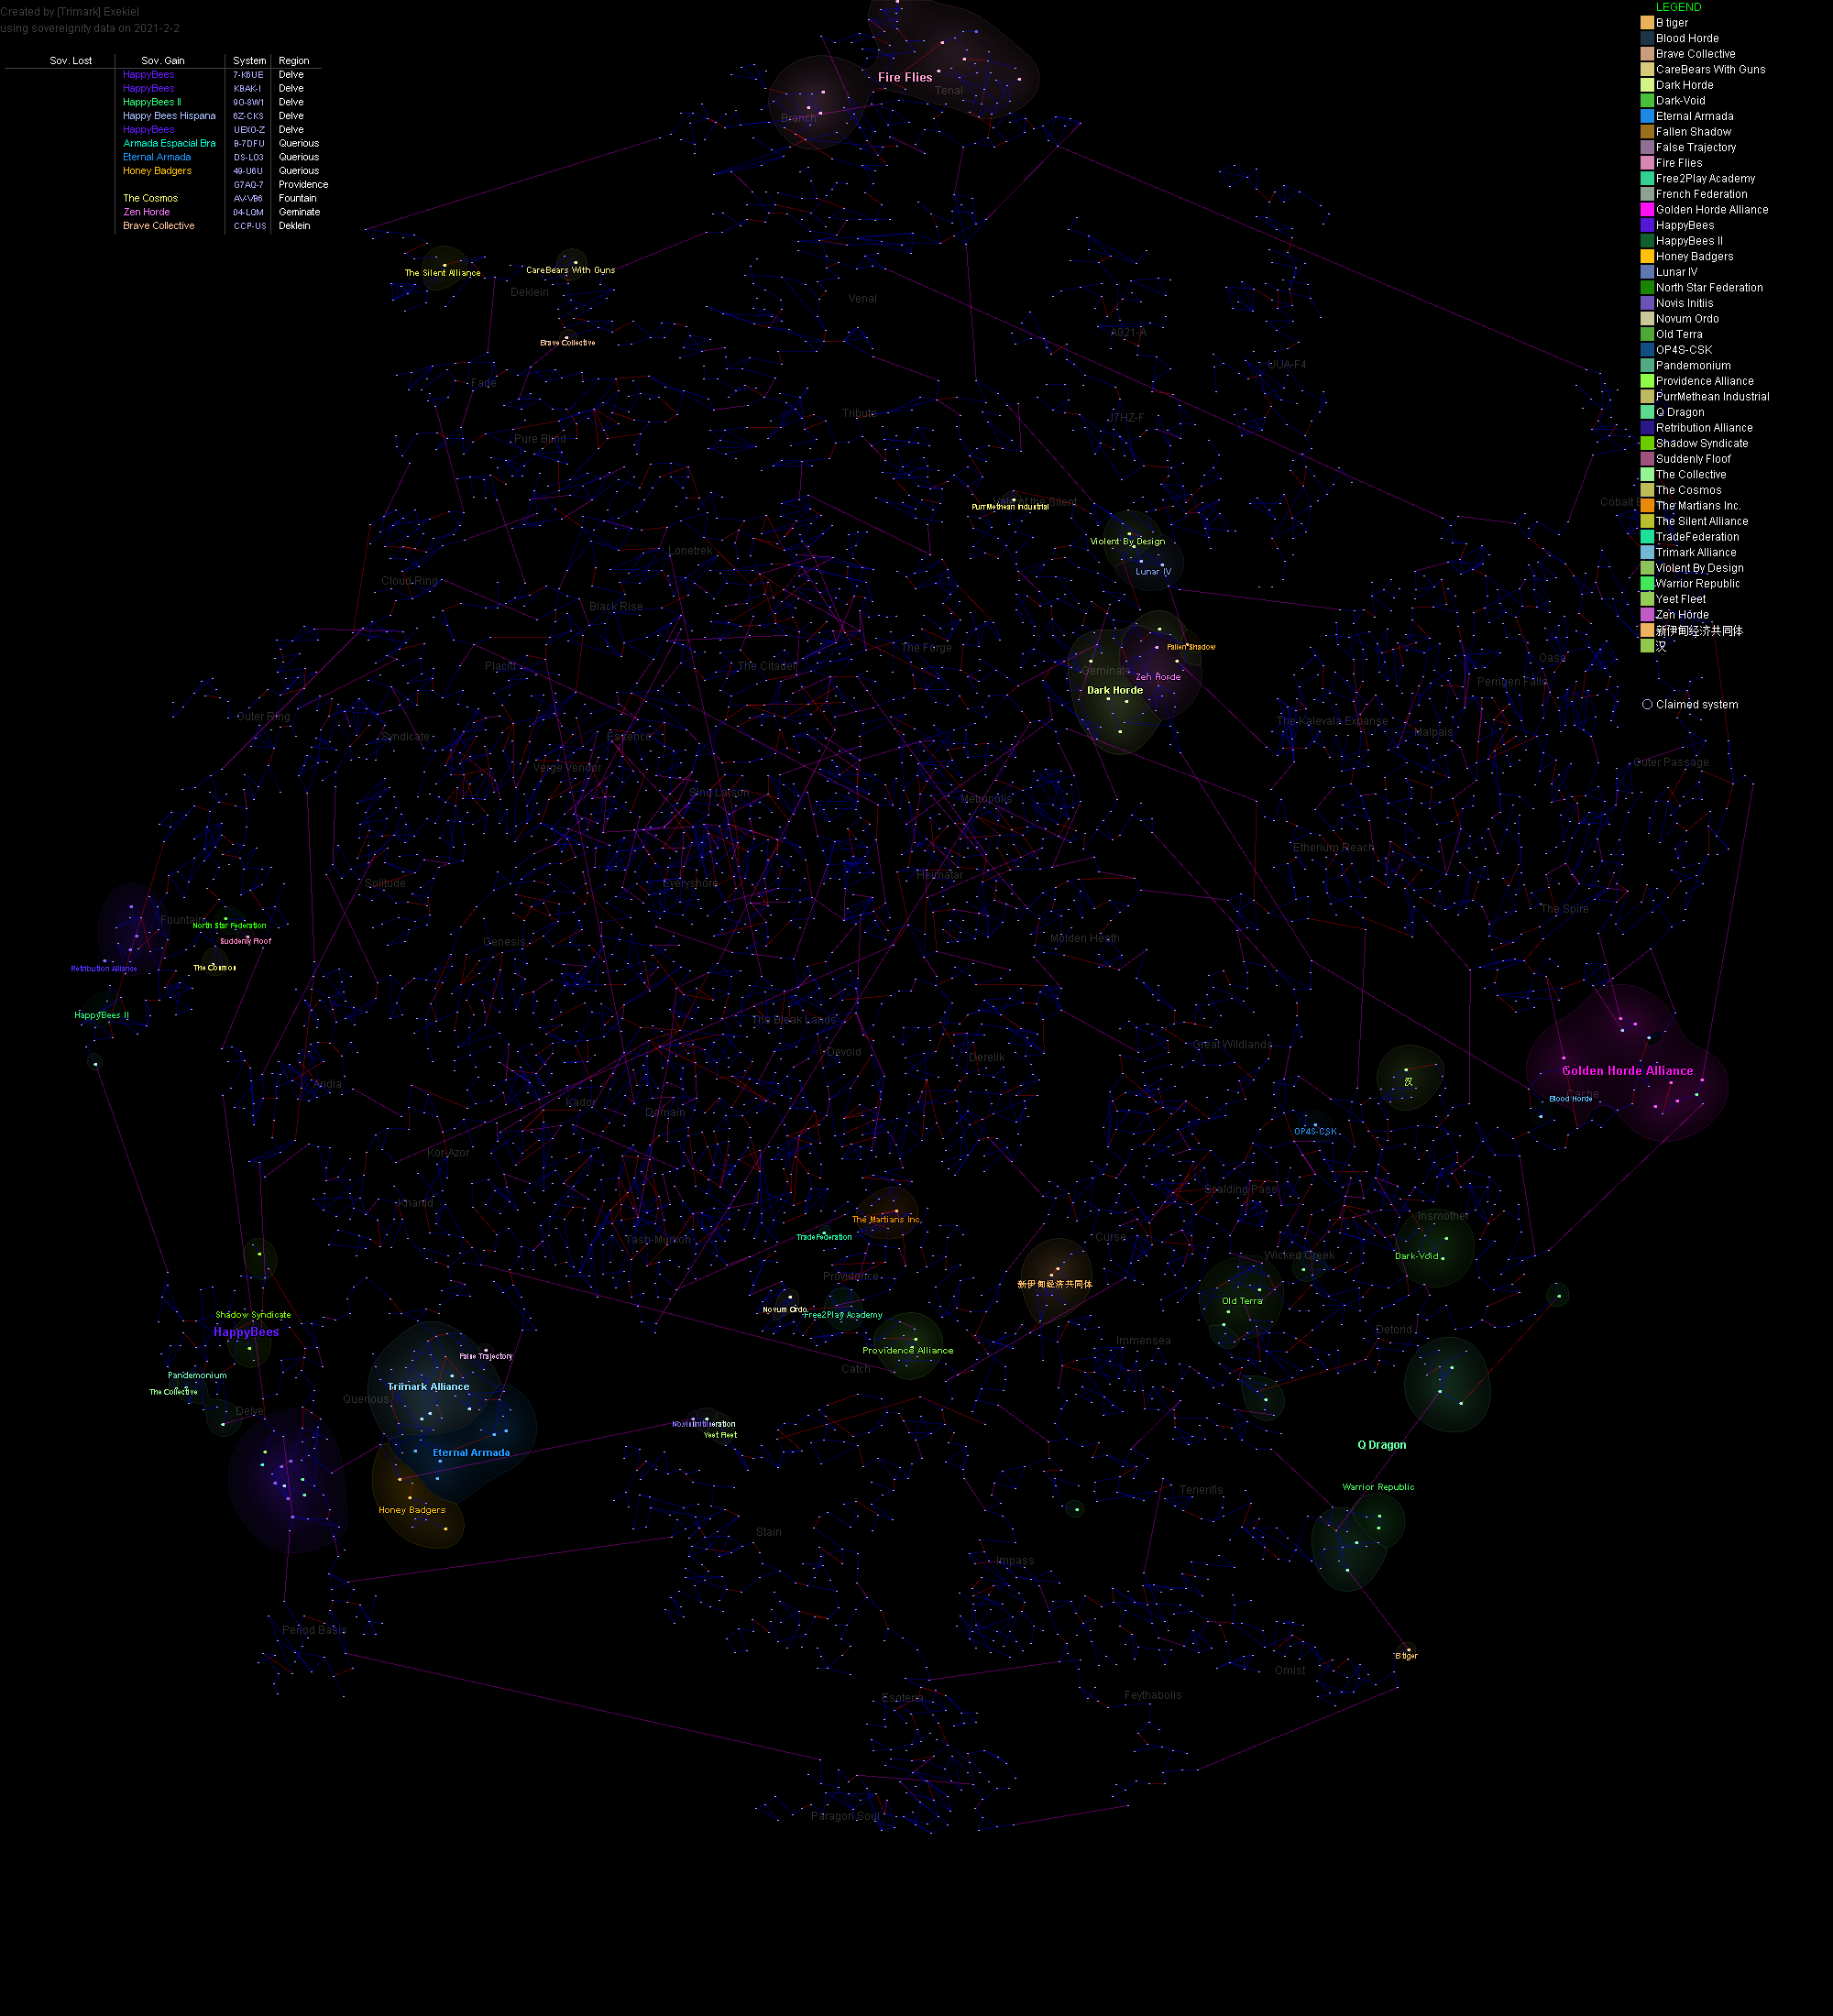 Created by [Trimark] Exekiel
using sovereignity data on 2021-2-2
Sov. Lost Sov. Gain System Region
HappyBees 7-K6UE Delve
HappyBees KBAK-I Delve
HappyBees II 9O-8W1 Delve
Happy Bees Hispana 6Z-CKS Delve
HappyBees UEXO-Z Delve
Armada Espacial Bra B-7DFU Querious
Eternal Armada DS-LO3 Querious
Honey Badgers 49-U6U Querious
G7AQ-7 Providence
The Cosmos AV-VB6 Fountain
Zen Horde 04-LQM Geminate
Brave Collective CCP-US Deklein
LEGEND
B tiger
Blood Horde
Brave Collective
CareBears With Guns
Dark Horde
Dark-Void
Eternal Armada
Fallen Shadow
False Trajectory
Fire Flies
Free2Play Academy
French Federation
Golden Horde Alliance
HappyBees
HappyBees II
Honey Badgers
Lunar IV
North Star Federation
Novis Initiis
Novum Ordo
Old Terra
OP4S-CSK
Pandemonium
Providence Alliance
PurrMethean Industrial
Q Dragon
Retribution Alliance
Shadow Syndicate
Suddenly Floof
The Collective
The Cosmos
The Martians Inc.
The Silent Alliance
TradeFederation
Trimark Alliance
Violent By Design
Warrior Republic
Yeet Fleet
Zen Horde
新伊甸经济共同体
汉
Claimed system
Fire Flies
Tenal
Branch
The Silent Alliance
CareBears With Guns
Deklein
Venal
A821-A
Brave Collective
UUA-F4
Fade
Tribute
J7HZ-F
Pure Blind
Vale of the Silent
PurrMethean Industrial
Cobalt
Violent By Design
Lonetrek
Lunar IV
Cloud Ring
Black Rise
The Forge
Fallen Shadow
Oasa
Placid
The Citadel
Geminate
Zen Horde
Perrigen Falls
Dark Horde
Outer Ring
The Kalevala Expanse
Malpais
Syndicate
Essence
Outer Passage
Verge Vendor
Sinq Laison
Metropolis
Etherium Reach
Heimatar
Solitude
Everyshore
The Spire
Fountain
North Star Federation
Suddenly Floof
Genesis
Molden Heath
Retribution Alliance
The Cosmos
HappyBees II
The Bleak Lands
Great Wildlands
Devoid
Derelik
Golden Horde Alliance
Aridia
汉
Cache
Blood Horde
Kador
Domain
OP4S-CSK
Kor-Azor
Scalding Pass
Khanid
The Martians Inc.
Insmother
Tash-Murkon
TradeFederation
Curse
Wicked Creek
Dark-Void
Providence
新伊甸经济共同体
Old Terra
Novum Ordo
Free2Play Academy
Shadow Syndicate
HappyBees
Detorid
Immensea
Providence Alliance
False Trajectory
Catch
Pandemonium
Trimark Alliance
The Collective
Querious
Delve
Yeet Fleet
Q Dragon
Eternal Armada
Warrior Republic
Tenerifis
Honey Badgers
Stain
Impass
Period Basis
B tiger
Omist
Feythabolis
Esoteria
Paragon Soul